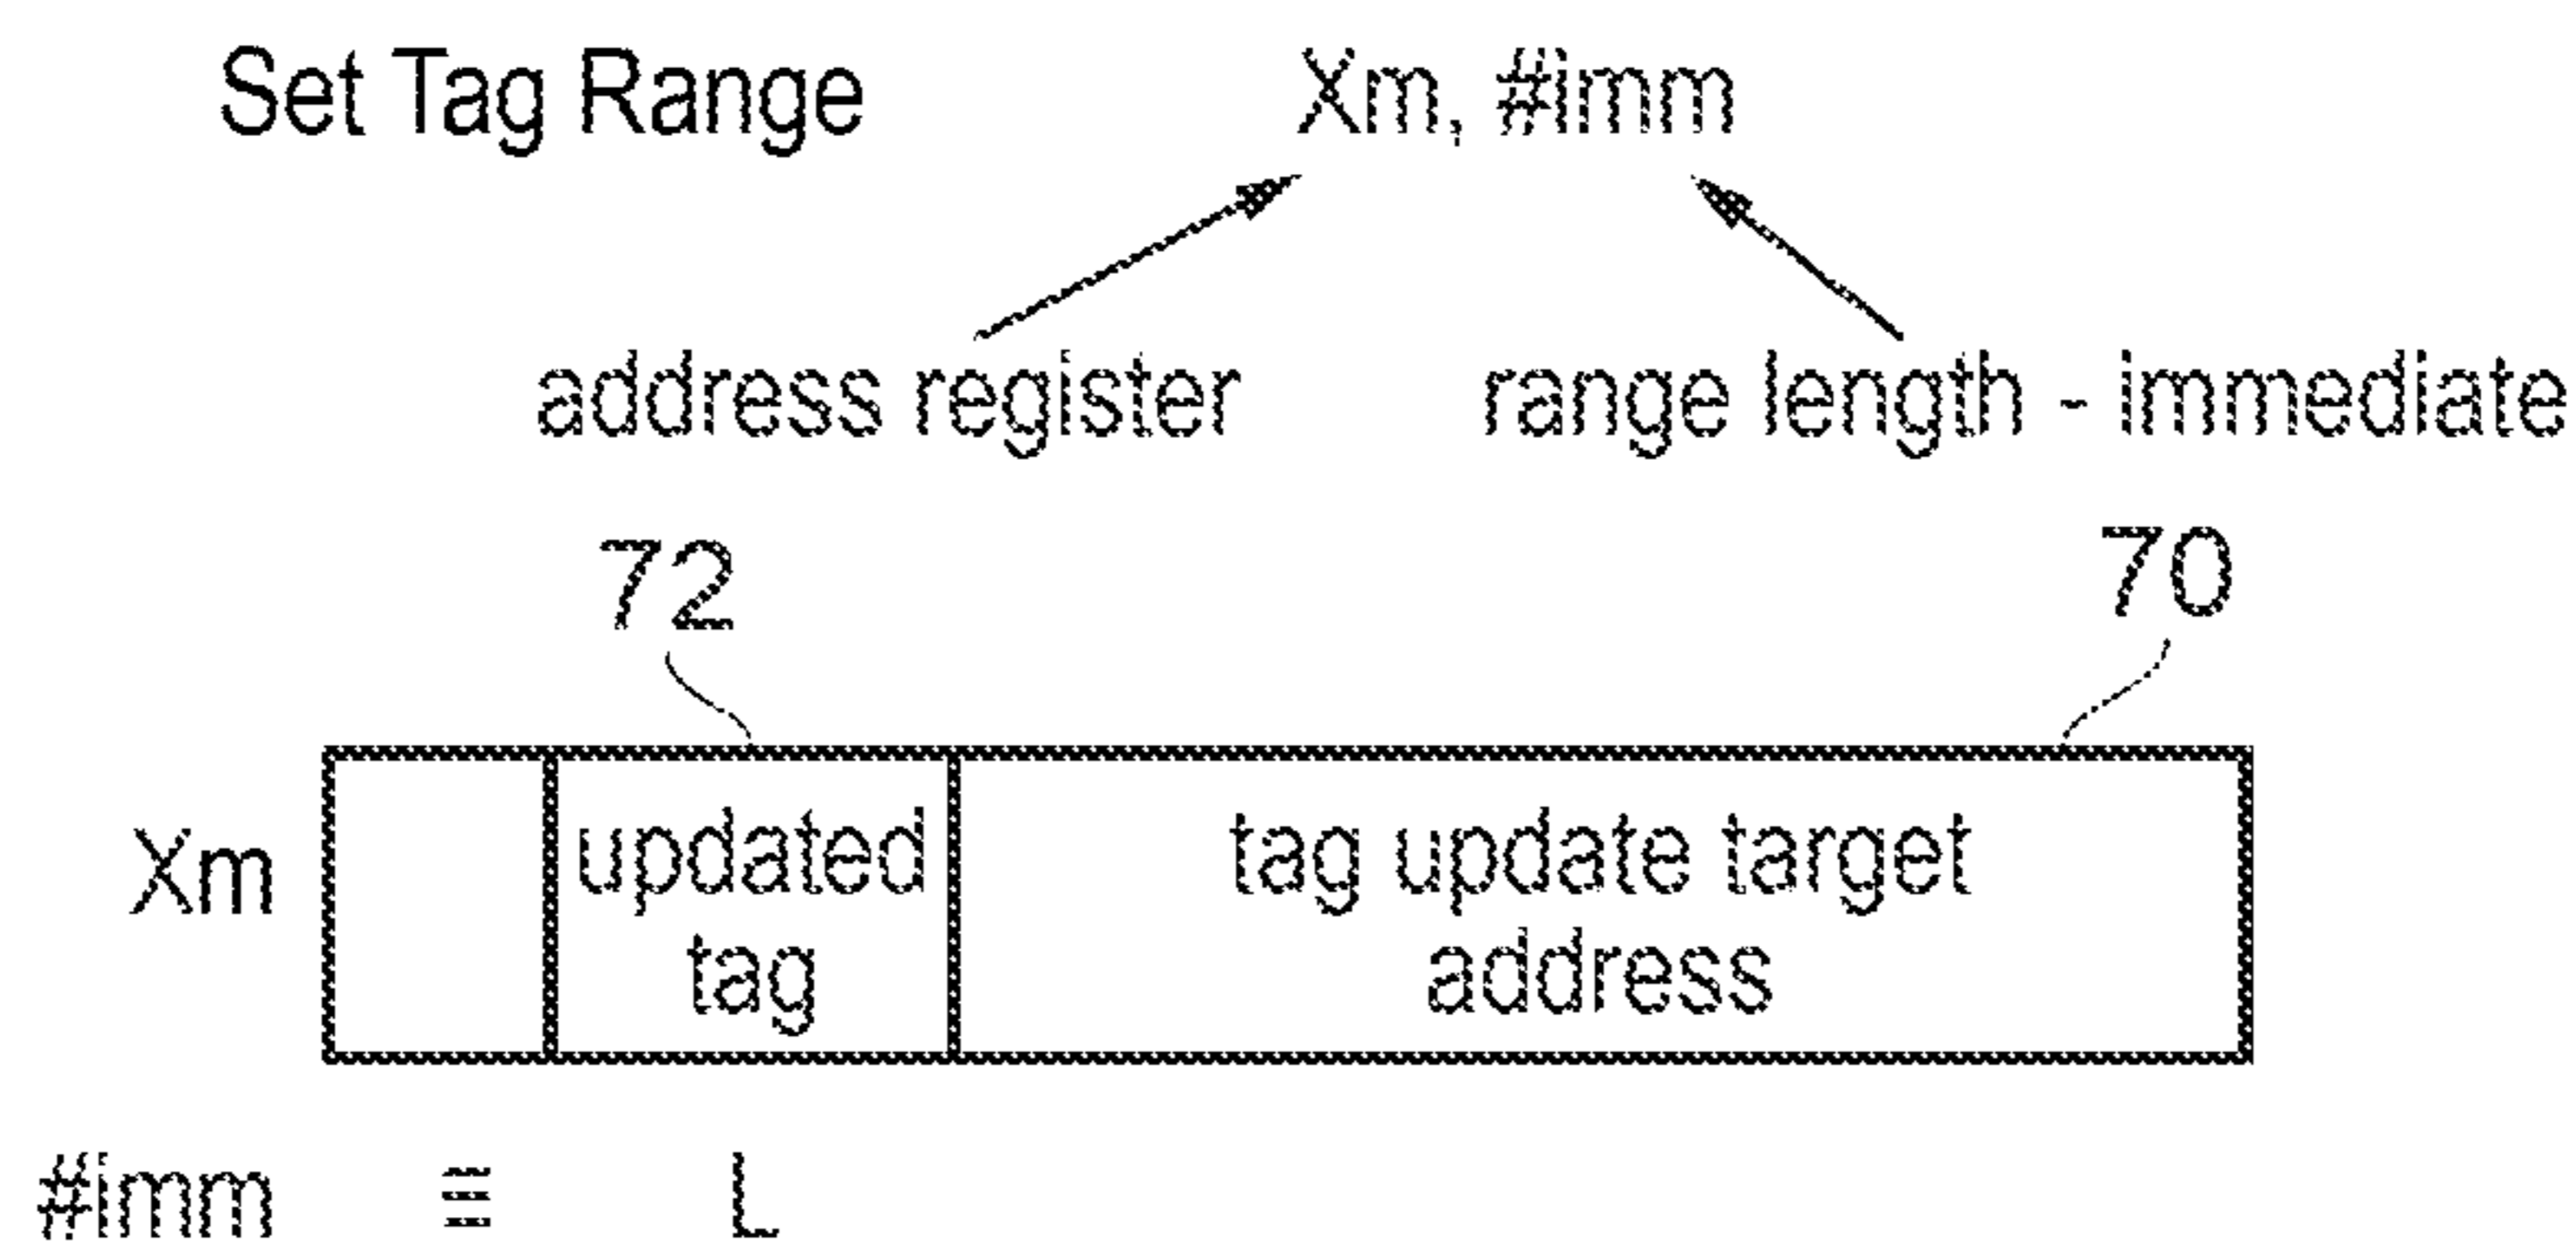 Set Tag Range Xm, #imm
address register range length - immediate
72 70
Xm updated tag update target
tag address
#imm ≡ L